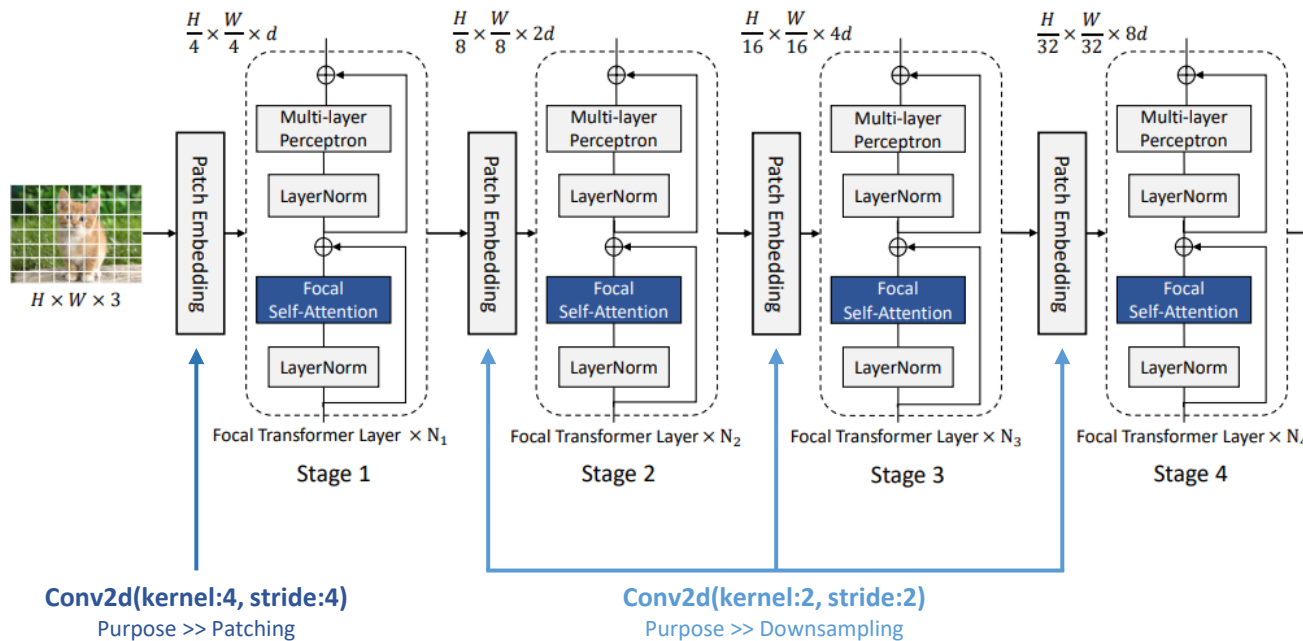 H/4 × W/4 × d
H/8 × W/8 × 2d
H/16 × W/16 × 4d
H/32 × W/32 × 8d
H × W × 3
Patch Embedding
Multi-layer
Perceptron
LayerNorm
Focal
Self-Attention
LayerNorm
Focal Transformer Layer × N₁
Stage 1
Patch Embedding
Multi-layer
Perceptron
LayerNorm
Focal
Self-Attention
LayerNorm
Focal Transformer Layer × N₂
Stage 2
Patch Embedding
Multi-layer
Perceptron
LayerNorm
Focal
Self-Attention
LayerNorm
Focal Transformer Layer × N₃
Stage 3
Patch Embedding
Multi-layer
Perceptron
LayerNorm
Focal
Self-Attention
LayerNorm
Focal Transformer Layer × N
Stage 4
Conv2d(kernel:4, stride:4)
Purpose >> Patching
Conv2d(kernel:2, stride:2)
Purpose >> Downsampling